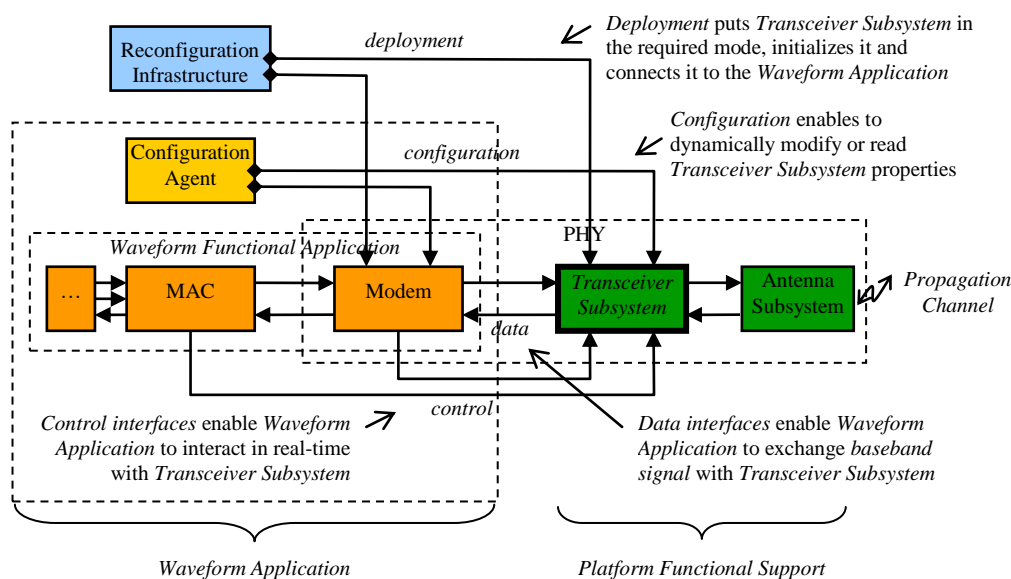 Reconfiguration
Infrastructure
deployment
Deployment puts Transceiver Subsystem in
the required mode, initializes it and
connects it to the Waveform Application
Configuration
Agent
configuration
Configuration enables to
dynamically modify or read
Transceiver Subsystem properties
Waveform Functional Application
PHY
…
MAC
Modem
Transceiver
Subsystem
Antenna
Subsystem
Propagation
Channel
data
control
Control interfaces enable Waveform
Application to interact in real-time
with Transceiver Subsystem
Data interfaces enable Waveform
Application to exchange baseband
signal with Transceiver Subsystem
Waveform Application
Platform Functional Support